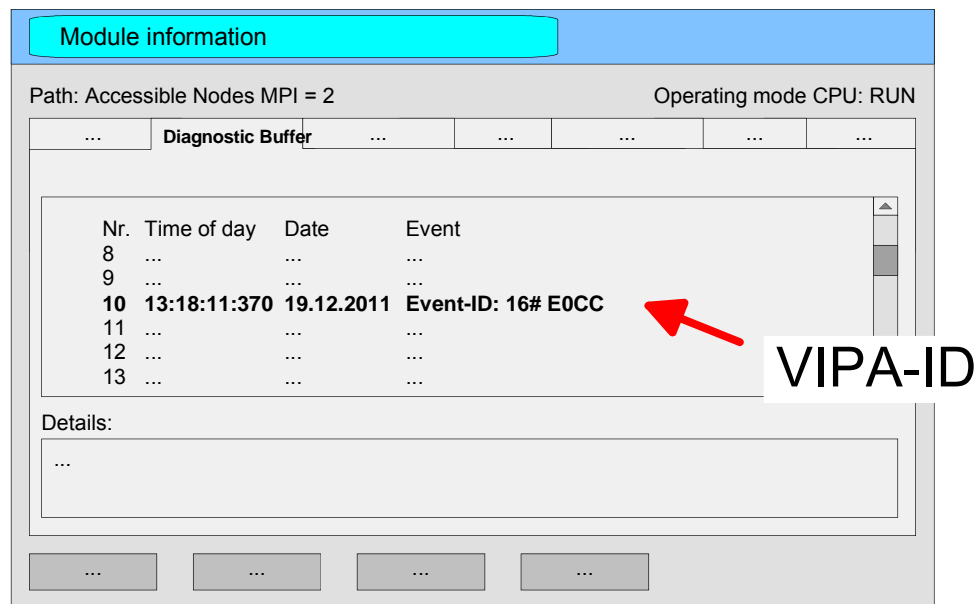 Module information
Path: Accessible Nodes MPI = 2 Operating mode CPU: RUN
... Diagnostic Buffer ... ... ... ... ...
Nr. Time of day Date Event
8 ... ... ...
9 ... ... ...
10 13:18:11:370 19.12.2011 Event-ID: 16# E0CC
11 ... ... ...
12 ... ... ...
13 ... ... ...
VIPA-ID
Details:
...
... ... ... ...